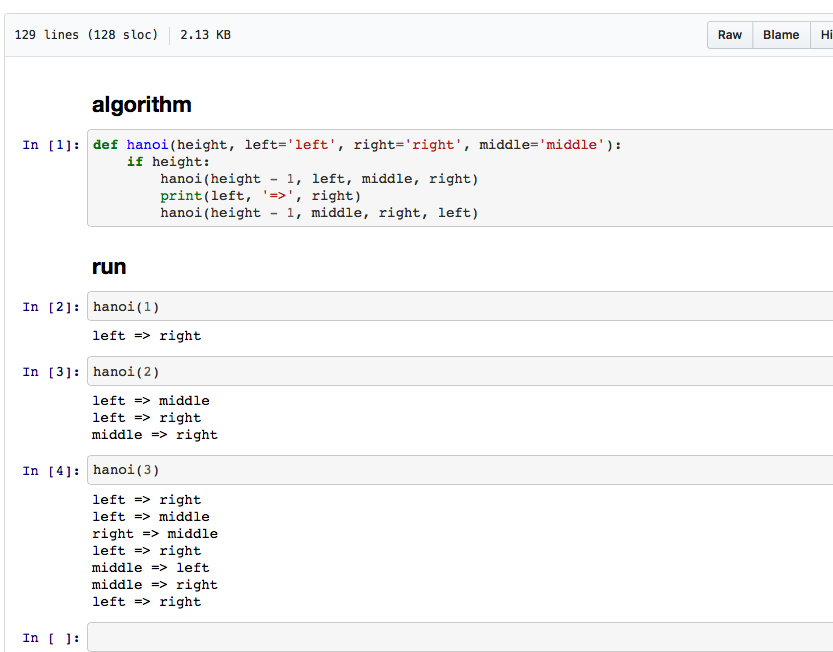 129 lines (128 sloc) 2.13 KB Raw Blame Hi
algorithm
In [1]: def hanoi(height, left='left', right='right', middle='middle'):
    if height:
        hanoi(height - 1, left, middle, right)
        print(left, '=>', right)
        hanoi(height - 1, middle, right, left)
run
In [2]: hanoi(1)
left => right
In [3]: hanoi(2)
left => middle
left => right
middle => right
In [4]: hanoi(3)
left => right
left => middle
right => middle
left => right
middle => left
middle => right
left => right
In [ ]: